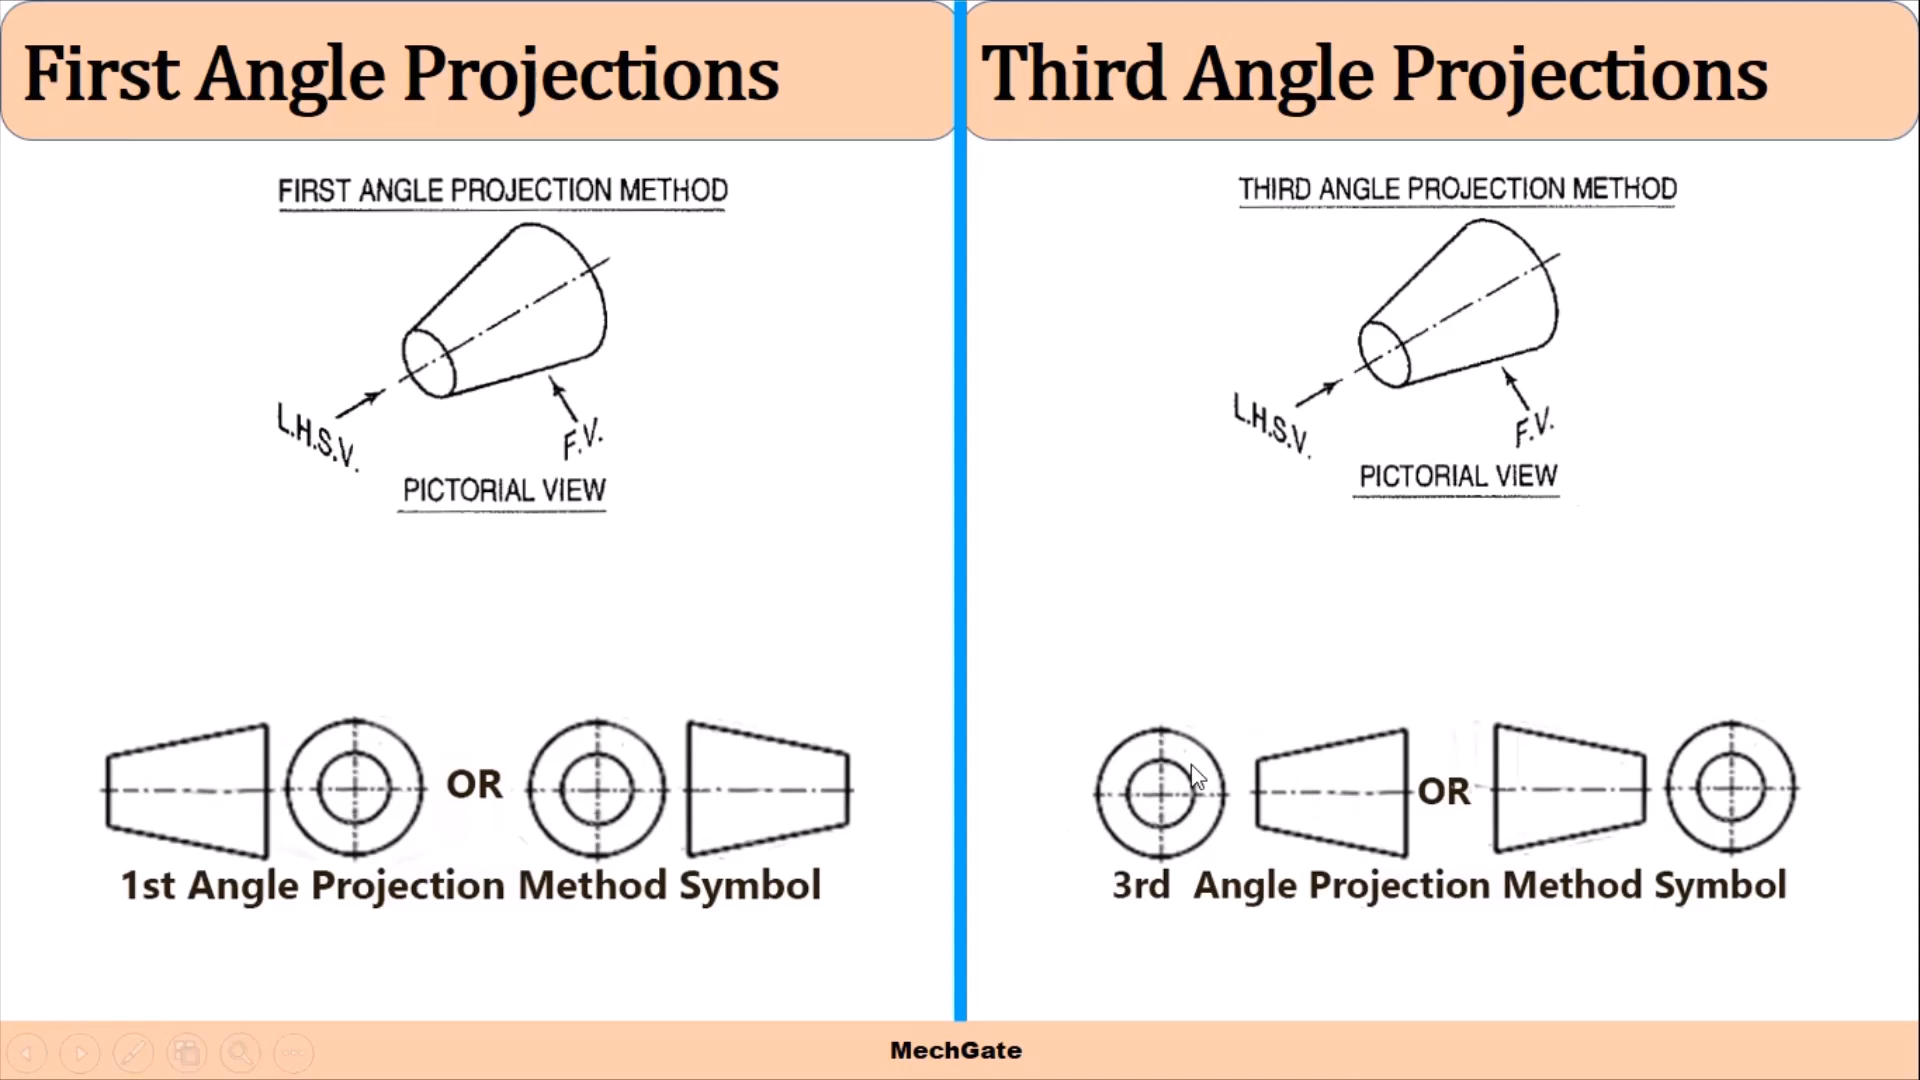 First Angle Projections
FIRST ANGLE PROJECTION METHOD
L.H.S.V.
F.V.
PICTORIAL VIEW
OR
1st Angle Projection Method Symbol
Third Angle Projections
THIRD ANGLE PROJECTION METHOD
L.H.S.V.
F.V.
PICTORIAL VIEW
OR
3rd Angle Projection Method Symbol
MechGate